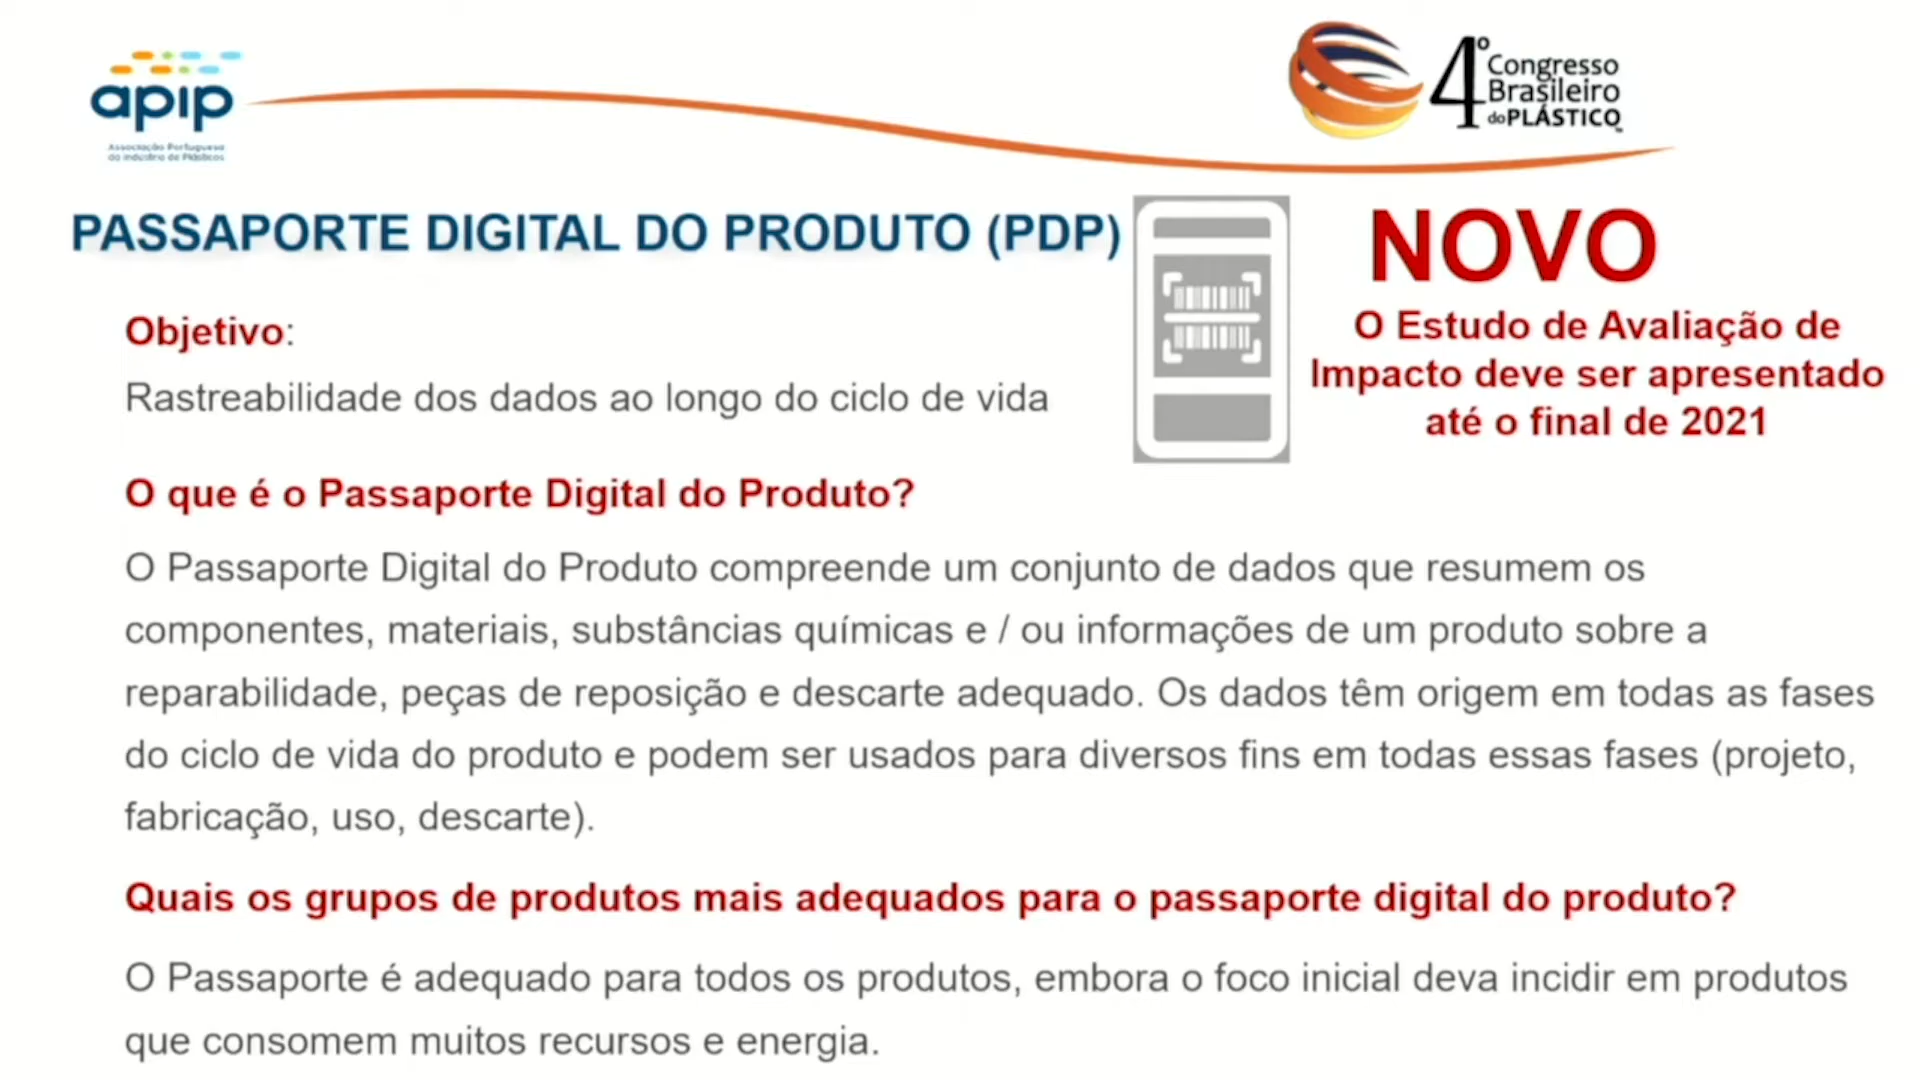 apip
Associação Portuguesa
da Indústria de Plásticos
4º
Congresso
Brasileiro
do PLÁSTICO
PASSAPORTE DIGITAL DO PRODUTO (PDP)
NOVO
O Estudo de Avaliação de
Impacto deve ser apresentado
até o final de 2021
Objetivo:
Rastreabilidade dos dados ao longo do ciclo de vida
O que é o Passaporte Digital do Produto?
O Passaporte Digital do Produto compreende um conjunto de dados que resumem os
componentes, materiais, substâncias químicas e / ou informações de um produto sobre a
reparabilidade, peças de reposição e descarte adequado. Os dados têm origem em todas as fases
do ciclo de vida do produto e podem ser usados para diversos fins em todas essas fases (projeto,
fabricação, uso, descarte).
Quais os grupos de produtos mais adequados para o passaporte digital do produto?
O Passaporte é adequado para todos os produtos, embora o foco inicial deva incidir em produtos
que consomem muitos recursos e energia.